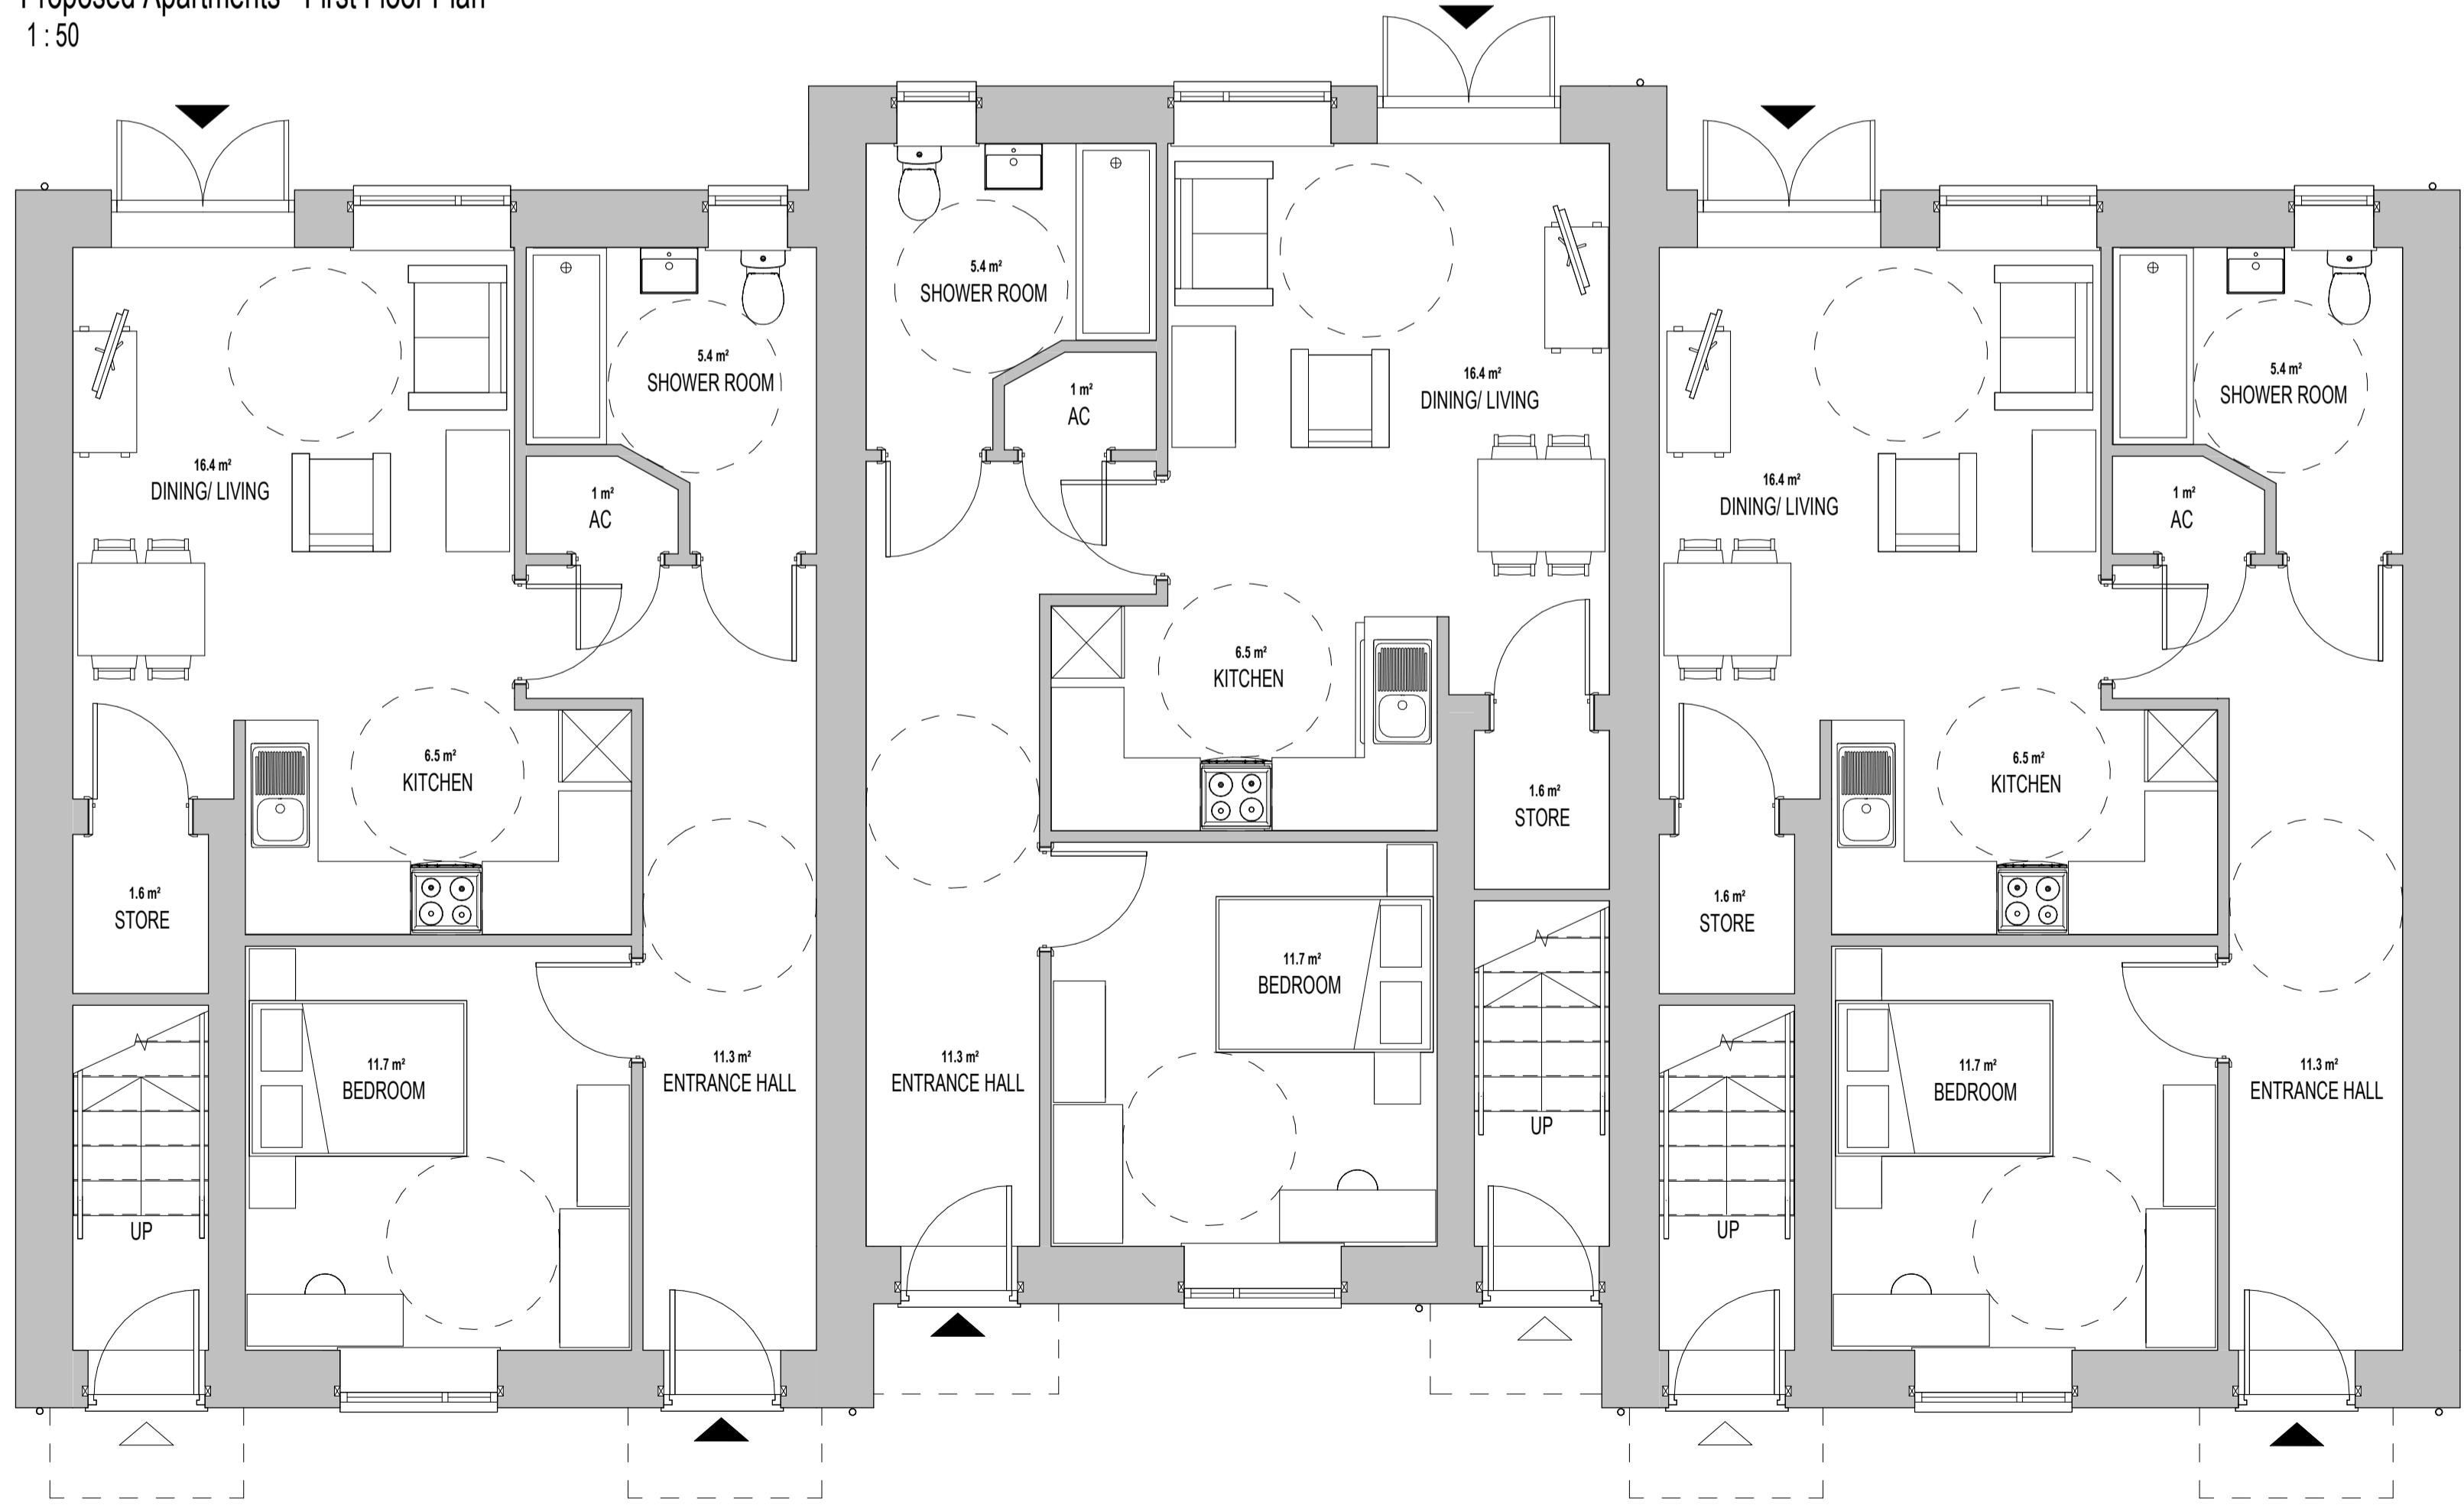 Proposed Apartments - First Floor Plan
1 : 50
5.4 m²
SHOWER ROOM
1 m²
AC
16.4 m²
DINING/ LIVING
5.4 m²
SHOWER ROOM
16.4 m²
DINING/ LIVING
1 m²
AC
5.4 m²
SHOWER ROOM
16.4 m²
DINING/ LIVING
1 m²
AC
6.5 m²
KITCHEN
6.5 m²
KITCHEN
6.5 m²
KITCHEN
1.6 m²
STORE
1.6 m²
STORE
1.6 m²
STORE
11.7 m²
BEDROOM
11.3 m²
ENTRANCE HALL
11.3 m²
ENTRANCE HALL
11.7 m²
BEDROOM
11.7 m²
BEDROOM
11.3 m²
ENTRANCE HALL
UP
UP
UP